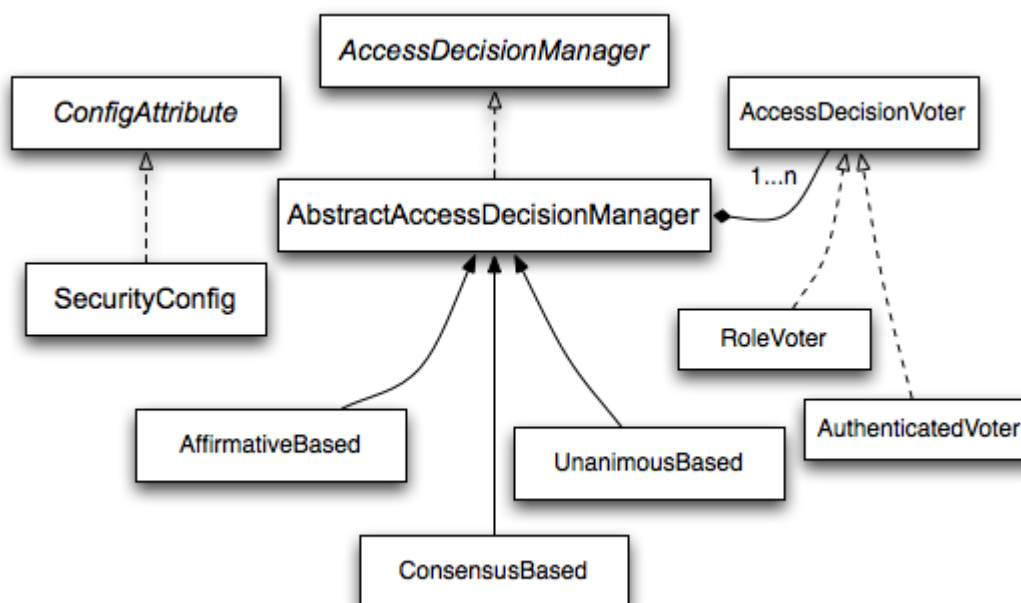 AccessDecisionManager
ConfigAttribute
AccessDecisionVoter
1...n
AbstractAccessDecisionManager
SecurityConfig
RoleVoter
AffirmativeBased
UnanimousBased
AuthenticatedVoter
ConsensusBased